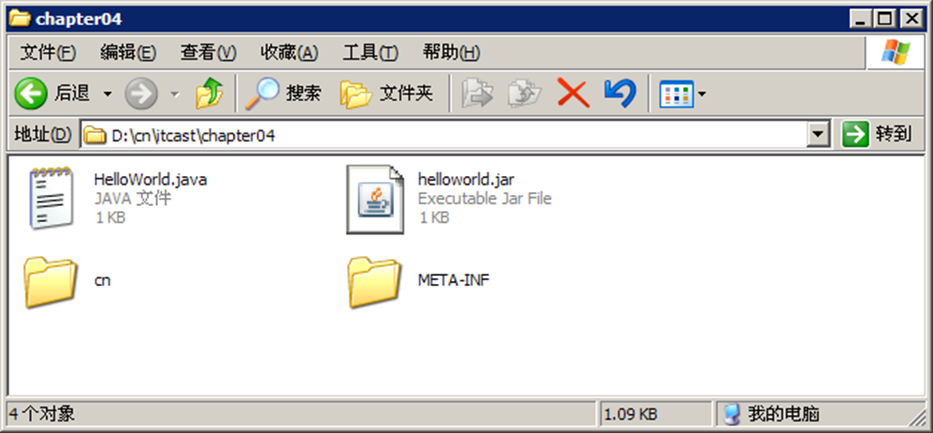 chapter04
文件(F) 编辑(E) 查看(V) 收藏(A) 工具(T) 帮助(H)
后退 搜索 文件夹
地址(D) D:\cn\itcast\chapter04 转到
HelloWorld.java
JAVA 文件
1 KB
helloworld.jar
Executable Jar File
1 KB
cn
META-INF
4 个对象 1.09 KB 我的电脑